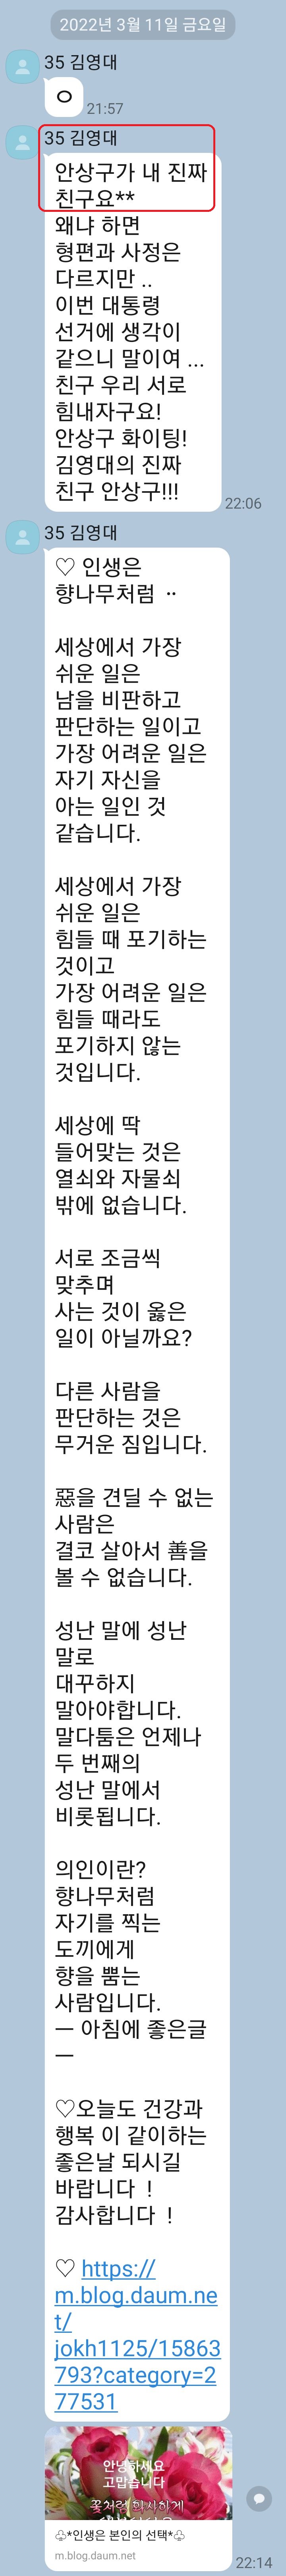 2022년 3월 11일 금요일
35 김영대
ㅇ
21:57
35 김영대
안상구가 내 진짜
친구요**
왜냐 하면
형편과 사정은
다르지만 ..
이번 대통령
선거에 생각이
같으니 말이여 ...
친구 우리 서로
힘내자구요!
안상구 화이팅!
김영대의 진짜
친구 안상구!!!
22:06
35 김영대
♡ 인생은
향나무처럼 ··
세상에서 가장
쉬운 일은
남을 비판하고
판단하는 일이고
가장 어려운 일은
자기 자신을
아는 일인 것
같습니다.
세상에서 가장
쉬운 일은
힘들 때 포기하는
것이고
가장 어려운 일은
힘들 때라도
포기하지 않는
것입니다.
세상에 딱
들어맞는 것은
열쇠와 자물쇠
밖에 없습니다.
서로 조금씩
맞추며
사는 것이 옳은
일이 아닐까요?
다른 사람을
판단하는 것은
무거운 짐입니다.
惡을 견딜 수 없는
사람은
결코 살아서 善을
볼 수 없습니다.
성난 말에 성난
말로
대꾸하지
말아야합니다.
말다툼은 언제나
두 번째의
성난 말에서
비롯됩니다.
의인이란?
향나무처럼
자기를 찍는
도끼에게
향을 뿜는
사람입니다.
ㅡ 아침에 좋은글
ㅡ
♡오늘도 건강과
행복 이 같이하는
좋은날 되시길
바랍니다 !
감사합니다 !
♡ https://
m.blog.daum.ne
t/
jokh1125/15863
793?category=2
77531
안녕하세요
고맙습니다
꽃처럼 화사하게
♧*인생은 본인의 선택*♧
m.blog.daum.net
22:14